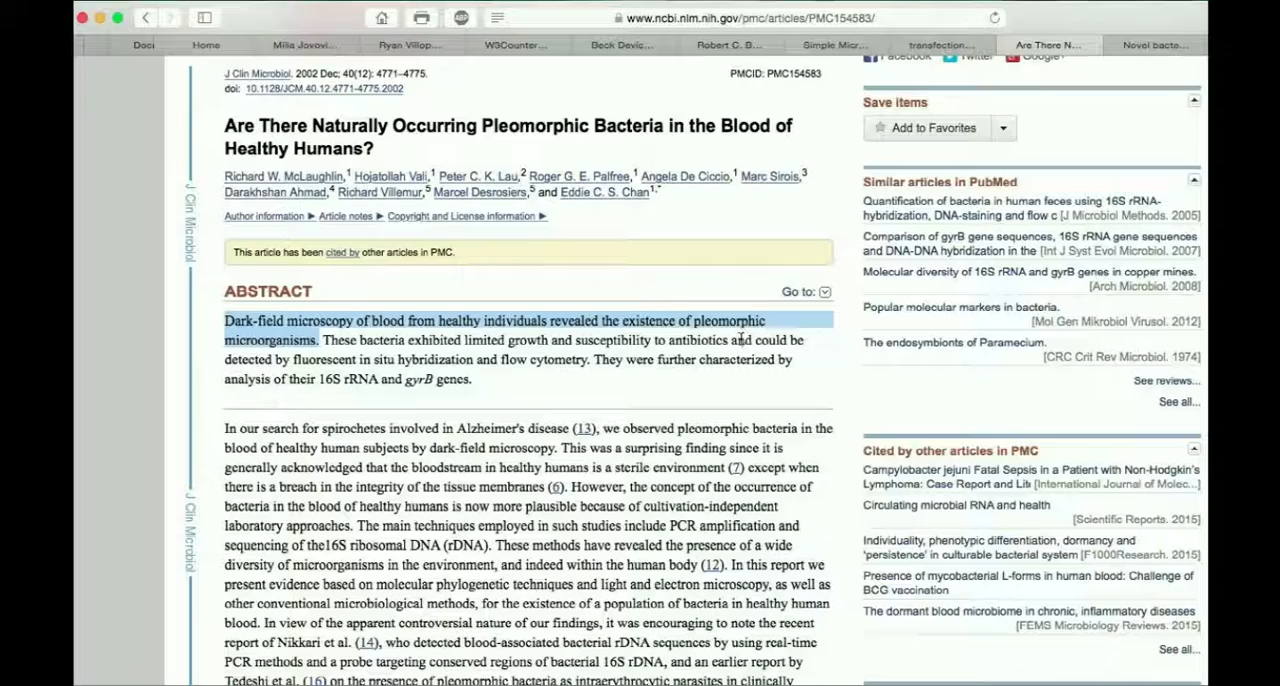 www.ncbi.nlm.nih.gov/pmc/articles/PMC154583/
Doci
Home
Milla Jovovi...
Ryan Villop...
W3Counter...
Beck Devic...
Robert C. B...
Simple Micr...
transfection...
Are There N...
Novel bacte...
J Clin Microbiol. 2002 Dec; 40(12): 4771–4775.
doi: 10.1128/JCM.40.12.4771-4775.2002
PMCID: PMC154583
Are There Naturally Occurring Pleomorphic Bacteria in the Blood of
Healthy Humans?
Richard W. McLaughlin,1 Hojatollah Vali,1 Peter C. K. Lau,2 Roger G. E. Palfree,1 Angela De Ciccio,1 Marc Sirois,3
Darakhshan Ahmad,4 Richard Villemur,5 Marcel Desrosiers,5 and Eddie C. S. Chan1,*
Author information ▶ Article notes ▶ Copyright and License information ▶
This article has been cited by other articles in PMC.
ABSTRACT
Go to:
Dark-field microscopy of blood from healthy individuals revealed the existence of pleomorphic
microorganisms. These bacteria exhibited limited growth and susceptibility to antibiotics and could be
detected by fluorescent in situ hybridization and flow cytometry. They were further characterized by
analysis of their 16S rRNA and gyrB genes.
In our search for spirochetes involved in Alzheimer's disease (13), we observed pleomorphic bacteria in the
blood of healthy human subjects by dark-field microscopy. This was a surprising finding since it is
generally acknowledged that the bloodstream in healthy humans is a sterile environment (7) except when
there is a breach in the integrity of the tissue membranes (6). However, the concept of the occurrence of
bacteria in the blood of healthy humans is now more plausible because of cultivation-independent
laboratory approaches. The main techniques employed in such studies include PCR amplification and
sequencing of the16S ribosomal DNA (rDNA). These methods have revealed the presence of a wide
diversity of microorganisms in the environment, and indeed within the human body (12). In this report we
present evidence based on molecular phylogenetic techniques and light and electron microscopy, as well as
other conventional microbiological methods, for the existence of a population of bacteria in healthy human
blood. In view of the apparent controversial nature of our findings, it was encouraging to note the recent
report of Nikkari et al. (14), who detected blood-associated bacterial rDNA sequences by using real-time
PCR methods and a probe targeting conserved regions of bacterial 16S rDNA, and an earlier report by
Tedeshi et al. (16) on the presence of pleomorphic bacteria as intraerythrocytic parasites in clinically
J Clin Microbiol
J Clin Microbiol
ABP
Facebook
Twitter
Google+
Save items
Add to Favorites
Similar articles in PubMed
Quantification of bacteria in human feces using 16S rRNA-
hybridization, DNA-staining and flow c [J Microbiol Methods. 2005]
Comparison of gyrB gene sequences, 16S rRNA gene sequences
and DNA-DNA hybridization in the [Int J Syst Evol Microbiol. 2007]
Molecular diversity of 16S rRNA and gyrB genes in copper mines.
[Arch Microbiol. 2008]
Popular molecular markers in bacteria.
[Mol Gen Mikrobiol Virusol. 2012]
The endosymbionts of Paramecium.
[CRC Crit Rev Microbiol. 1974]
See reviews...
See all...
Cited by other articles in PMC
Campylobacter jejuni Fatal Sepsis in a Patient with Non-Hodgkin's
Lymphoma: Case Report and Lit [International Journal of Molec...]
Circulating microbial RNA and health
[Scientific Reports. 2015]
Individuality, phenotypic differentiation, dormancy and
'persistence' in culturable bacterial system [F1000Research. 2015]
Presence of mycobacterial L-forms in human blood: Challenge of
BCG vaccination
The dormant blood microbiome in chronic, inflammatory diseases
[FEMS Microbiology Reviews. 2015]
See all...